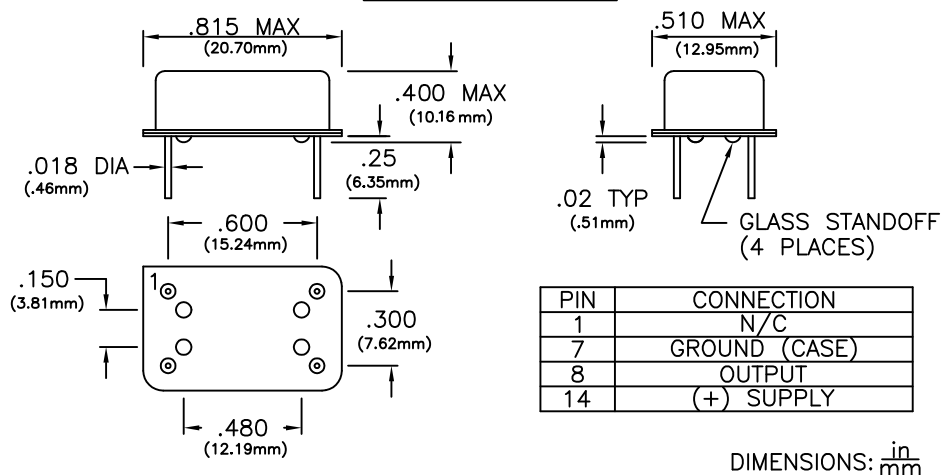 .815 MAX
(20.70mm)
.510 MAX
(12.95mm)
.400 MAX
(10.16 mm)
.018 DIA
(.46mm)
.25
(6.35mm)
.02 TYP
(.51mm)
GLASS STANDOFF
(4 PLACES)
.600
(15.24mm)
.150
(3.81mm)
1
.300
(7.62mm)
.480
(12.19mm)
PIN CONNECTION
1 N/C
7 GROUND (CASE)
8 OUTPUT
14 (+) SUPPLY
DIMENSIONS: in
mm